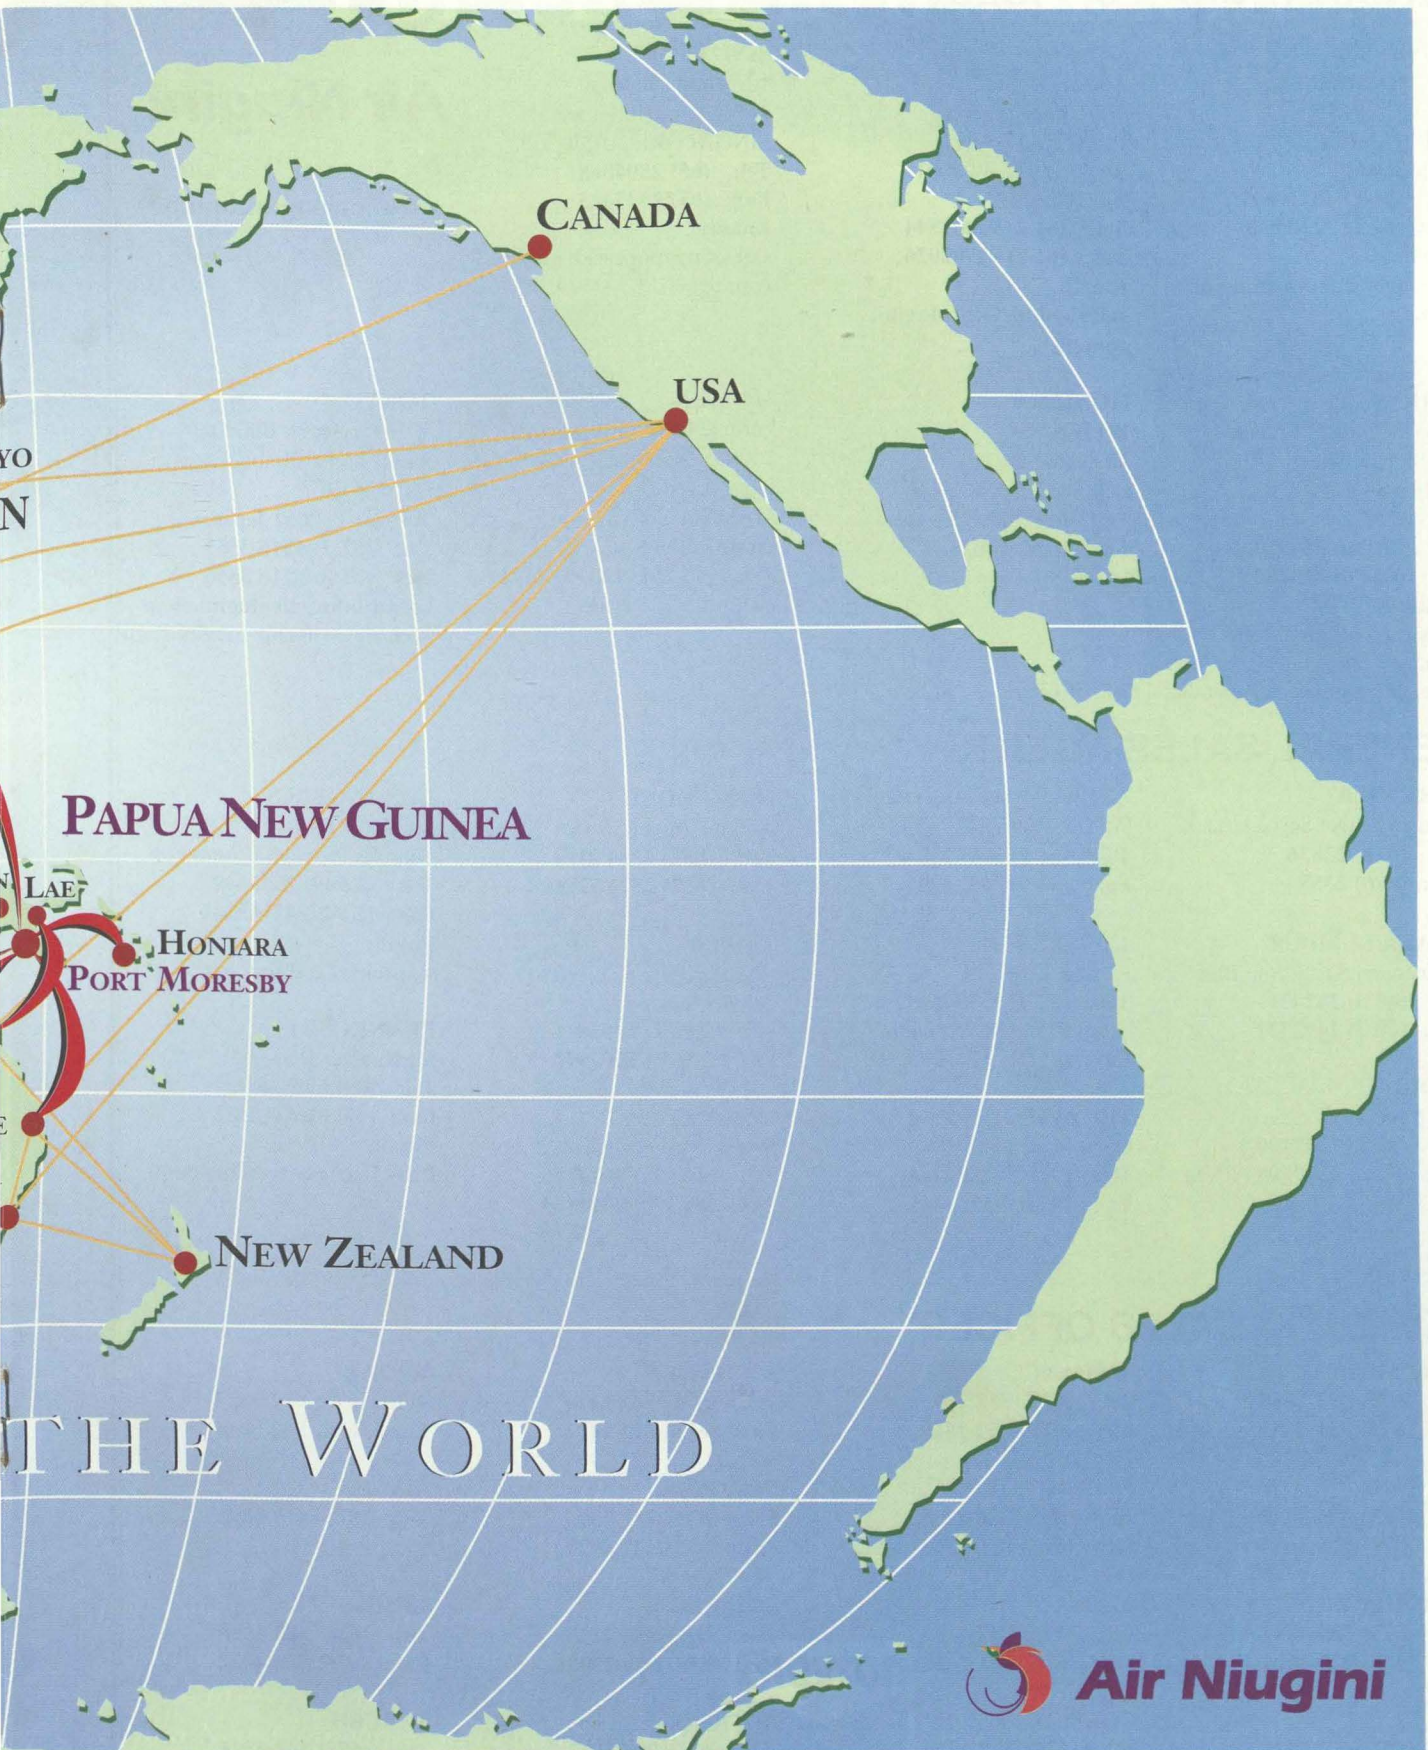 CANADA
USA
YO
N
PAPUA NEW GUINEA
N
LAE
HONIARA
PORT MORESBY
E
NEW ZEALAND
THE WORLD
Air Niugini